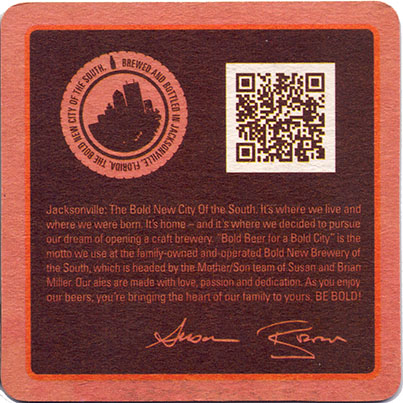 THE BOLD NEW CITY OF THE SOUTH. BREWED AND BOTTLED IN JACKSONVILLE, FLORIDA.
Jacksonville: The Bold New City Of the South. It's where we live and
where we were born. It's home – and it's where we decided to pursue
our dream of opening a craft brewery. "Bold Beer for a Bold City" is the
motto we use at the family-owned and-operated Bold New Brewery of
the South, which is headed by the Mother/Son team of Susan and Brian
Miller. Our ales are made with love, passion and dedication. As you enjoy
our beers, you're bringing the heart of our family to yours. BE BOLD!
Susan Brian